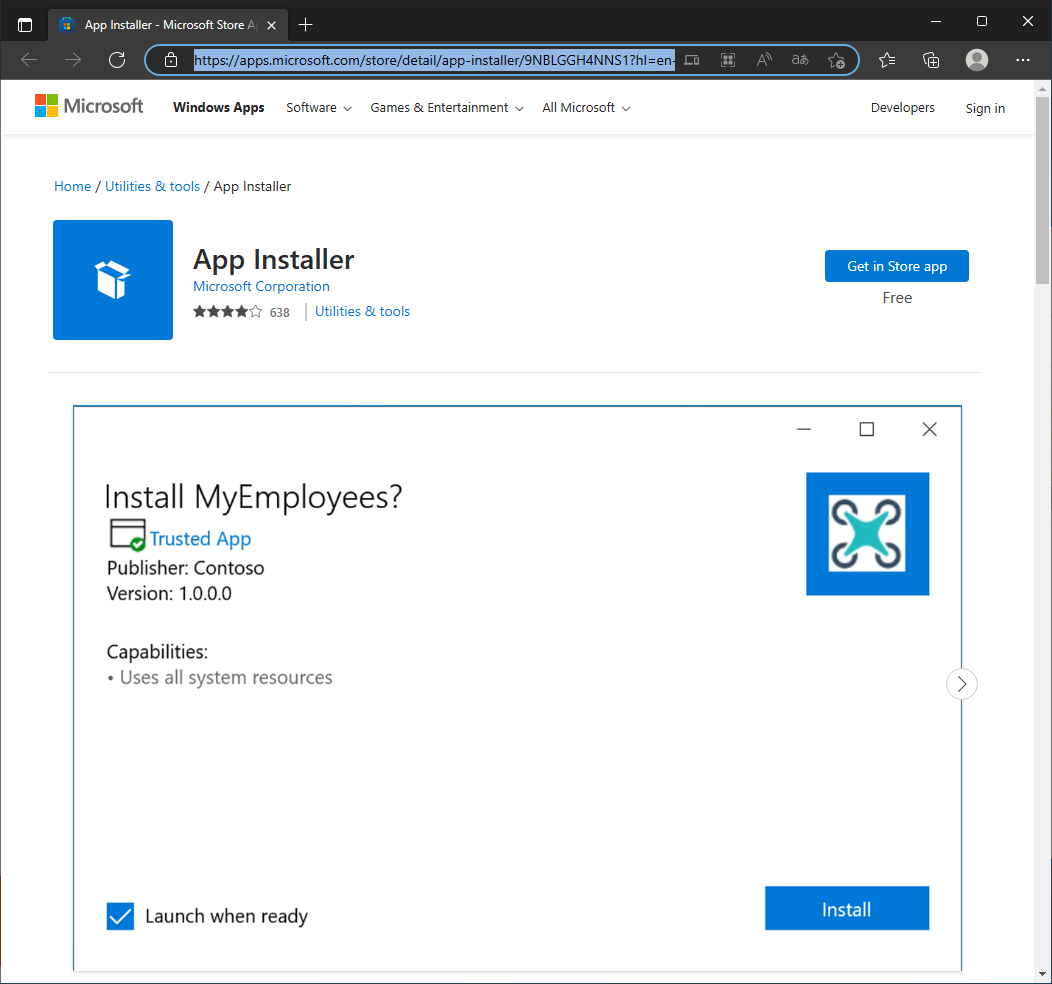 App Installer - Microsoft Store
https://apps.microsoft.com/store/detail/app-installer/9NBLGGH4NNS1?hl=en-
Microsoft
Windows Apps Software Games & Entertainment All Microsoft Developers Sign in
Home / Utilities & tools / App Installer
App Installer
Microsoft Corporation
638 Utilities & tools
Get in Store app
Free
Install MyEmployees?
Trusted App
Publisher: Contoso
Version: 1.0.0.0
Capabilities:
• Uses all system resources
Launch when ready
Install